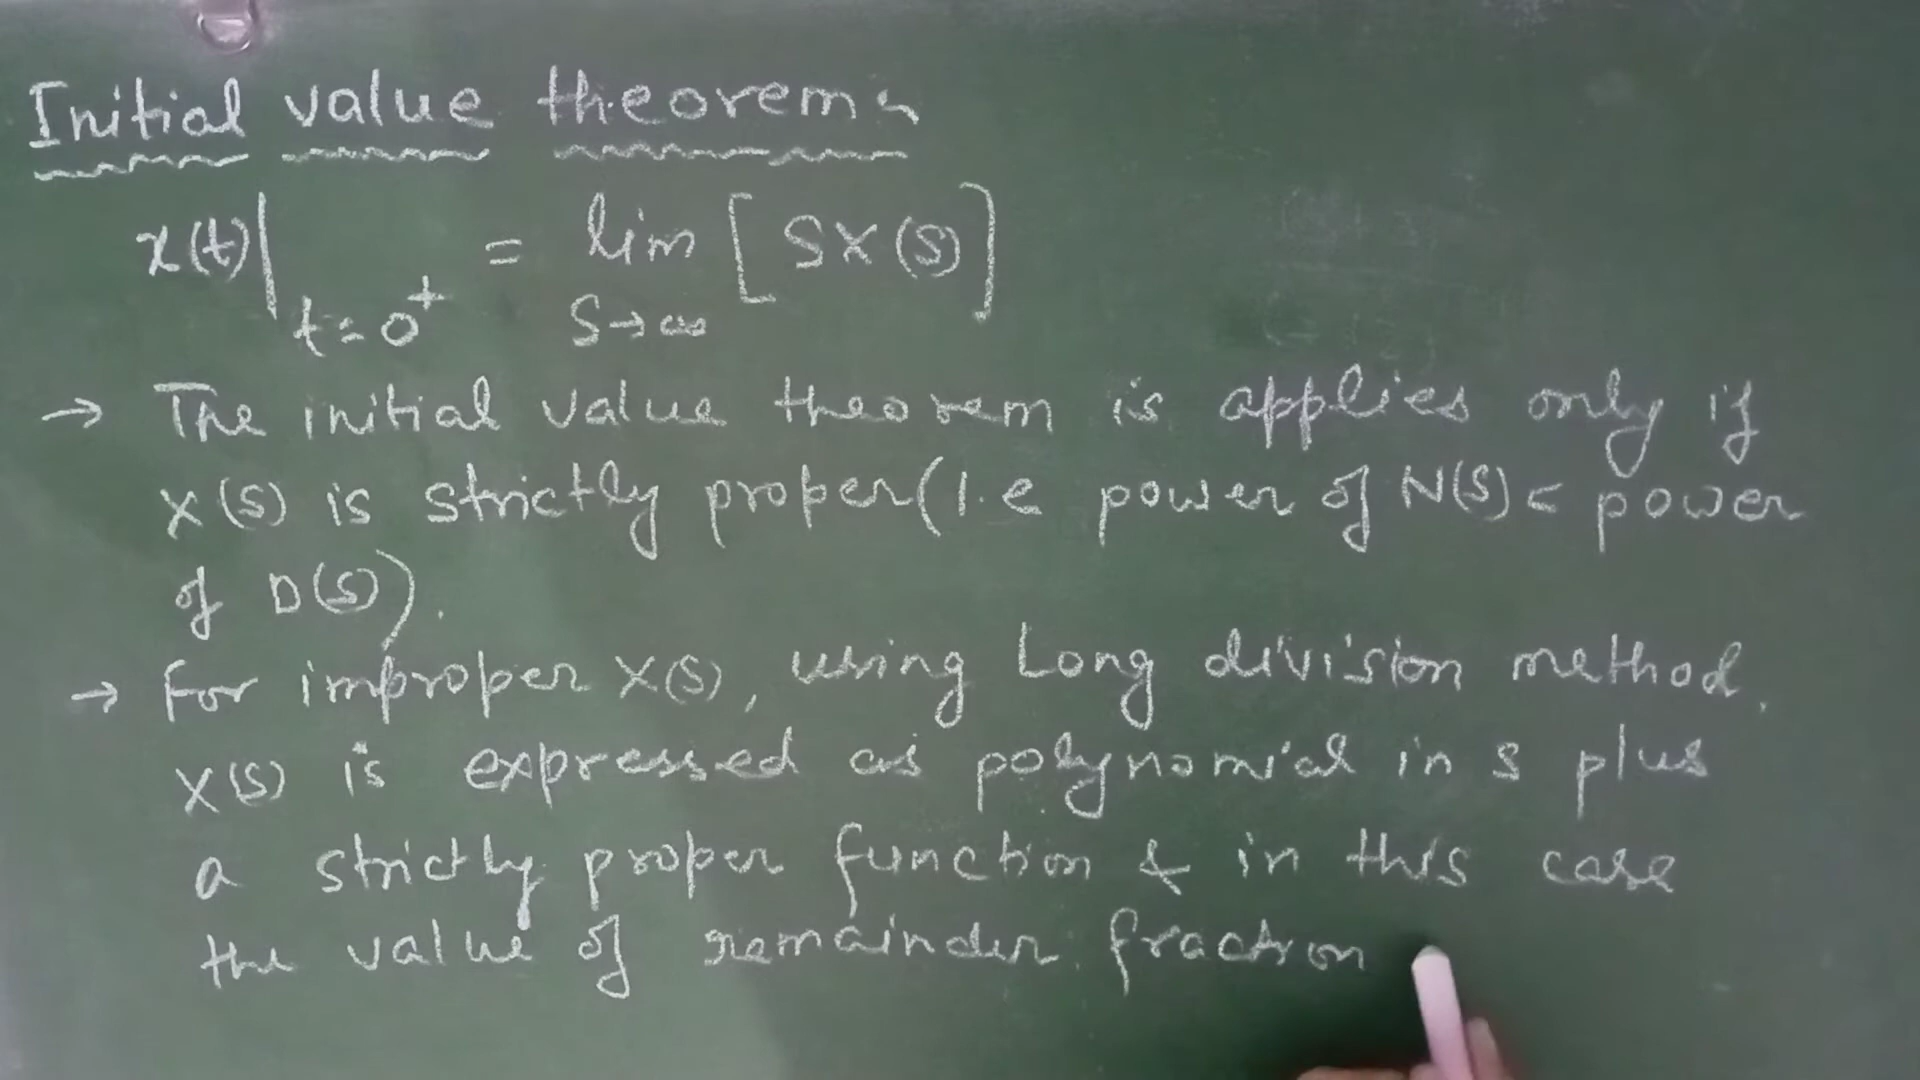 Initial value theorem:-
x(t)|t=0⁺ = lim S→∞ [SX(S)]
→ The initial value theorem is applies only if
X(S) is strictly proper (i.e power of N(S) < power
of D(S)).
→ For improper X(S), using Long division method,
X(S) is expressed as polynomial in s plus
a strictly proper function & in this case
the value of remainder fraction